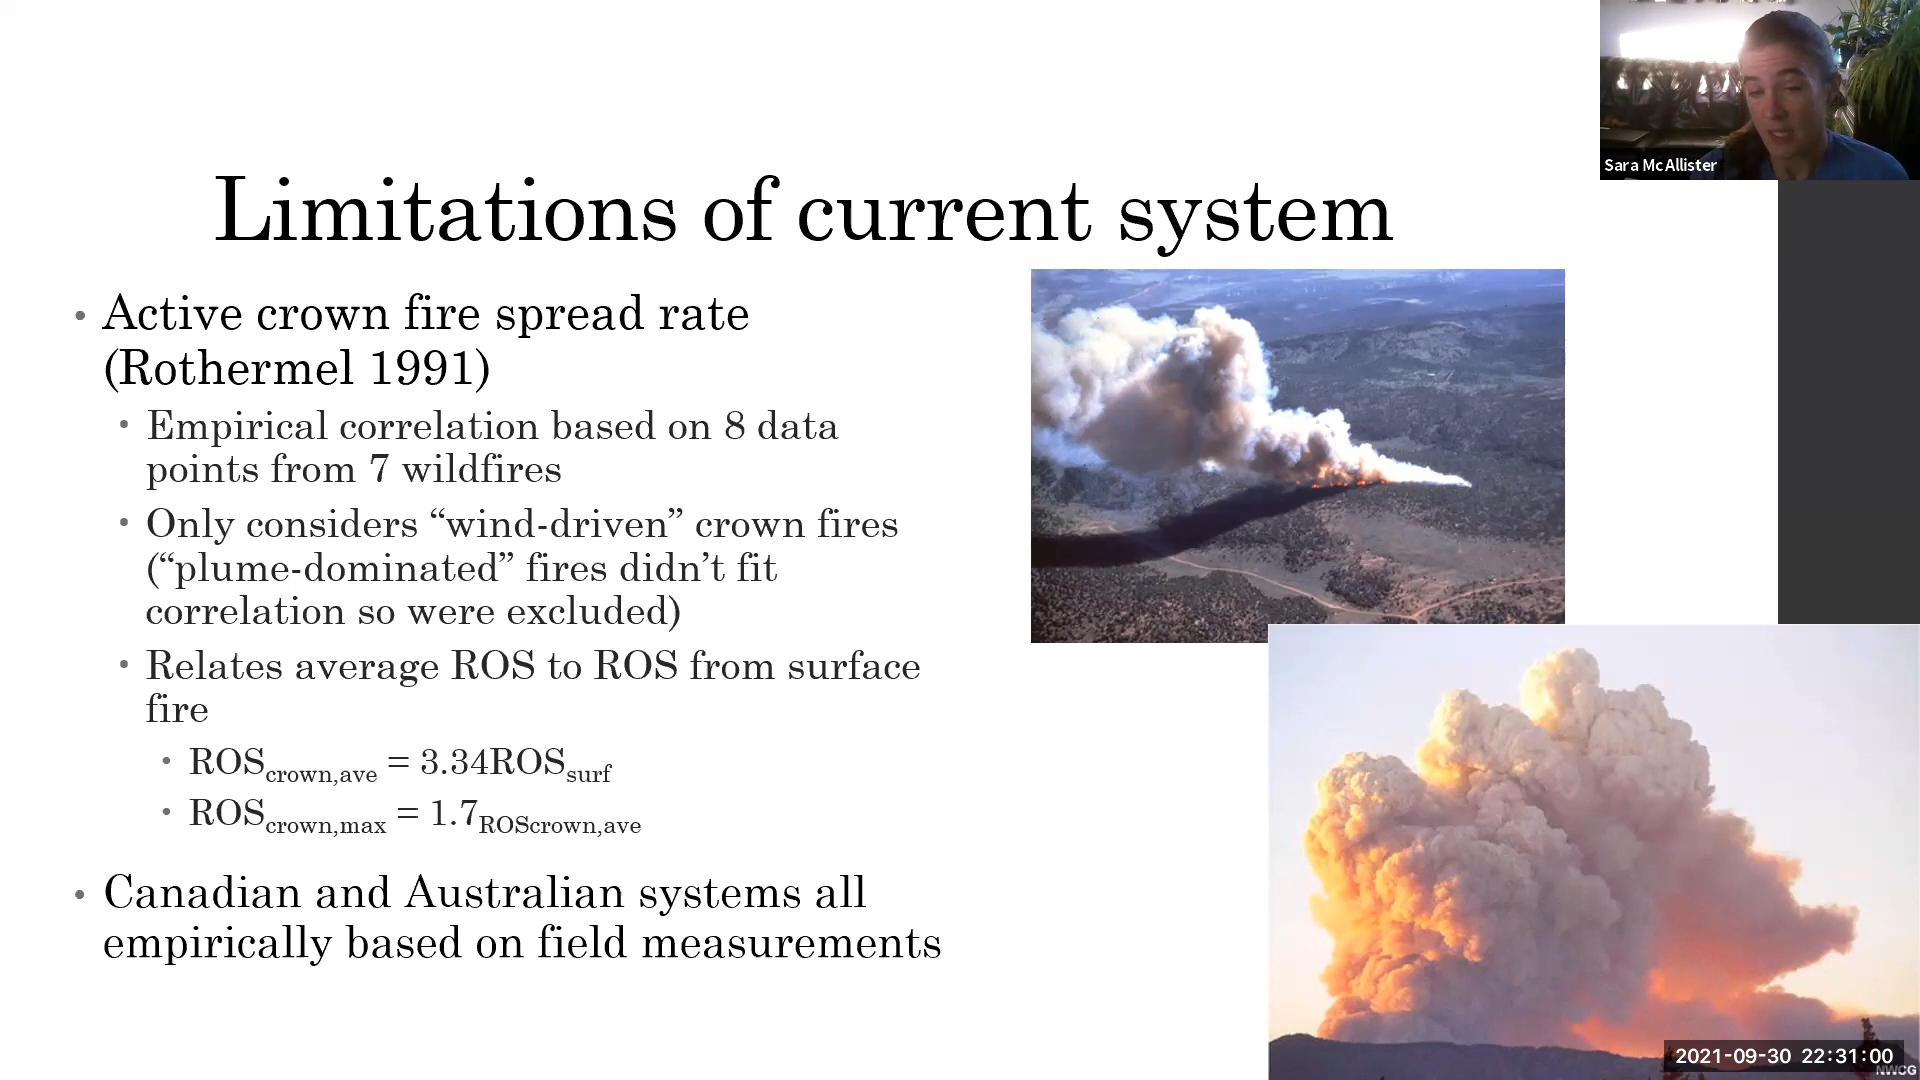 Sara McAllister
Limitations of current system
• Active crown fire spread rate
(Rothermel 1991)
• Empirical correlation based on 8 data
points from 7 wildfires
• Only considers “wind-driven” crown fires
(“plume-dominated” fires didn’t fit
correlation so were excluded)
• Relates average ROS to ROS from surface
fire
• ROScrown,ave = 3.34ROSsurf
• ROScrown,max = 1.7ROScrown,ave
• Canadian and Australian systems all
empirically based on field measurements
2021-09-30 22:31:00
NWCG